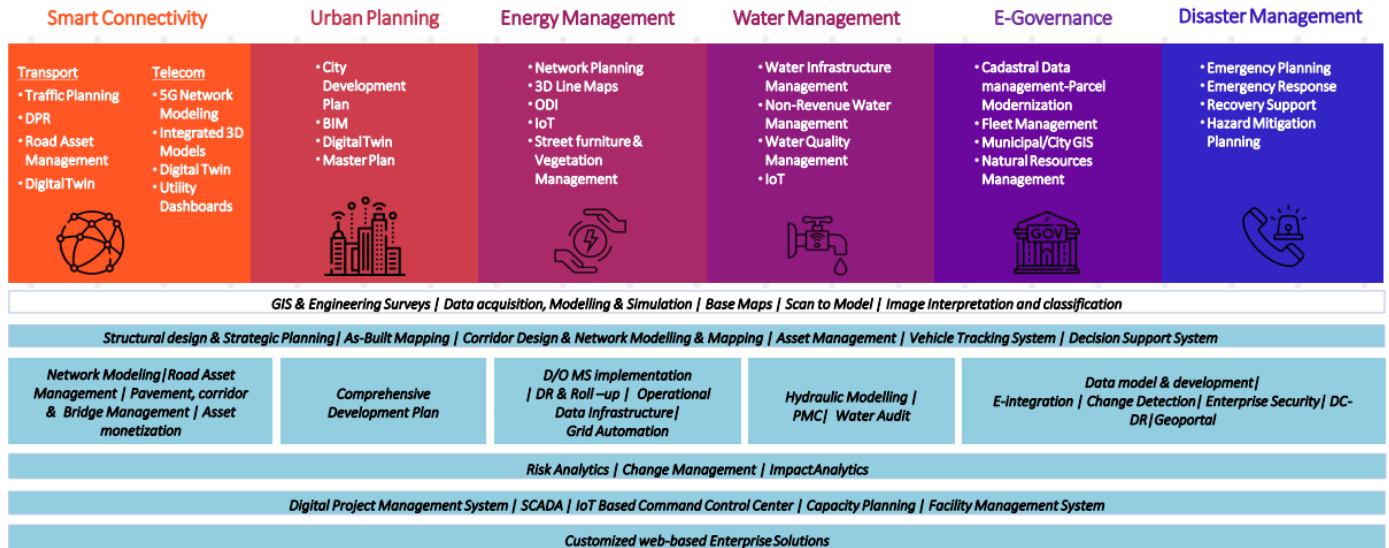 Smart Connectivity
Urban Planning
Energy Management
Water Management
E-Governance
Disaster Management
Transport
• Traffic Planning
• DPR
• Road Asset
Management
• Digital Twin
Telecom
• 5G Network
Modeling
• Integrated 3D
Models
• Digital Twin
• Utility
Dashboards
• City
Development
Plan
• BIM
• Digital Twin
• Master Plan
• Network Planning
• 3D Line Maps
• ODI
• IoT
• Street furniture &
Vegetation
Management
• Water Infrastructure
Management
• Non-Revenue Water
Management
• Water Quality
Management
• IoT
• Cadastral Data
management-Parcel
Modernization
• Fleet Management
• Municipal/City GIS
• Natural Resources
Management
GOV
• Emergency Planning
• Emergency Response
• Recovery Support
• Hazard Mitigation
Planning
GIS & Engineering Surveys | Data acquisition, Modelling & Simulation | Base Maps | Scan to Model | Image Interpretation and classification
Structural design & Strategic Planning| As-Built Mapping | Corridor Design & Network Modelling & Mapping | Asset Management | Vehicle Tracking System | Decision Support System
Network Modeling|Road Asset
Management | Pavement, corridor
& Bridge Management | Asset
monetization
Comprehensive
Development Plan
D/O MS implementation
| DR & Roll –up | Operational
Data Infrastructure|
Grid Automation
Hydraulic Modelling |
PMC| Water Audit
Data model & development|
E-integration | Change Detection| Enterprise Security| DC-
DR|Geoportal
Risk Analytics | Change Management | ImpactAnalytics
Digital Project Management System | SCADA | IoT Based Command Control Center | Capacity Planning | Facility Management System
Customized web-based Enterprise Solutions